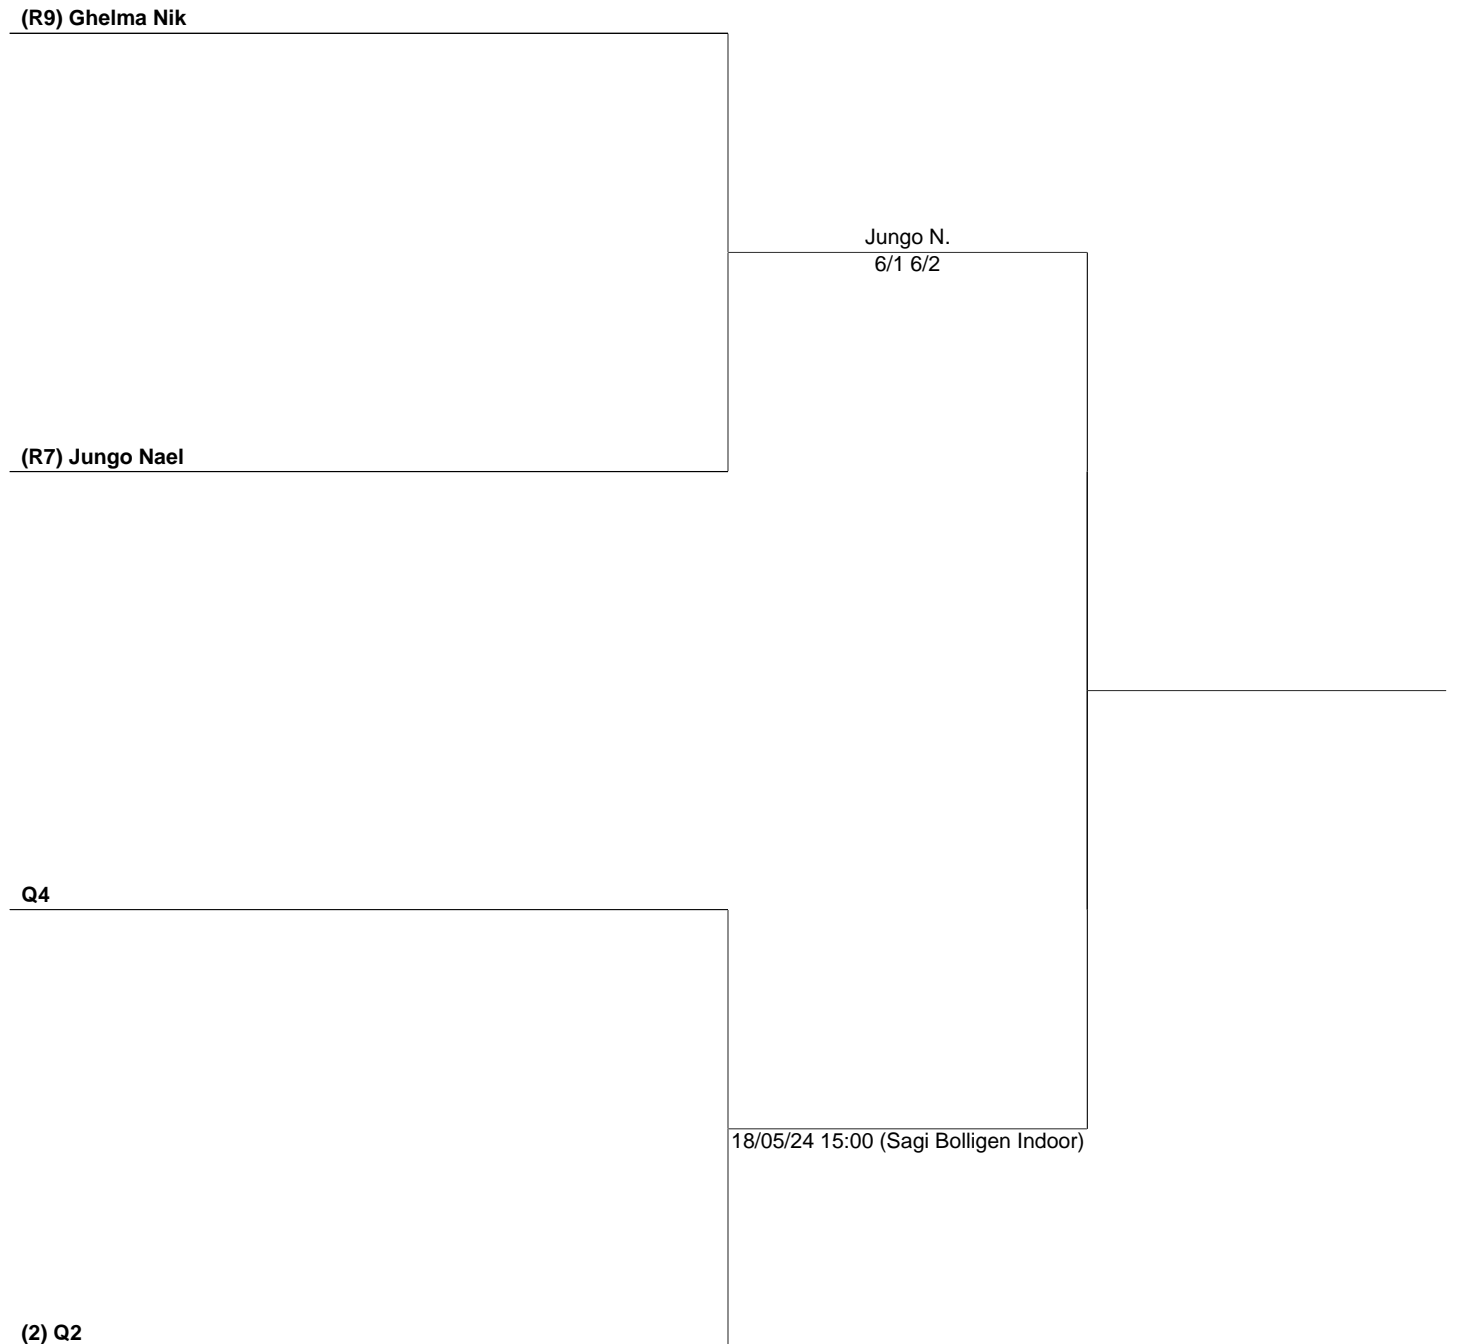 (R9) Ghelma Nik
Jungo N.
6/1 6/2
(R7) Jungo Nael
Q4
18/05/24 15:00 (Sagi Bolligen Indoor)
(2) Q2